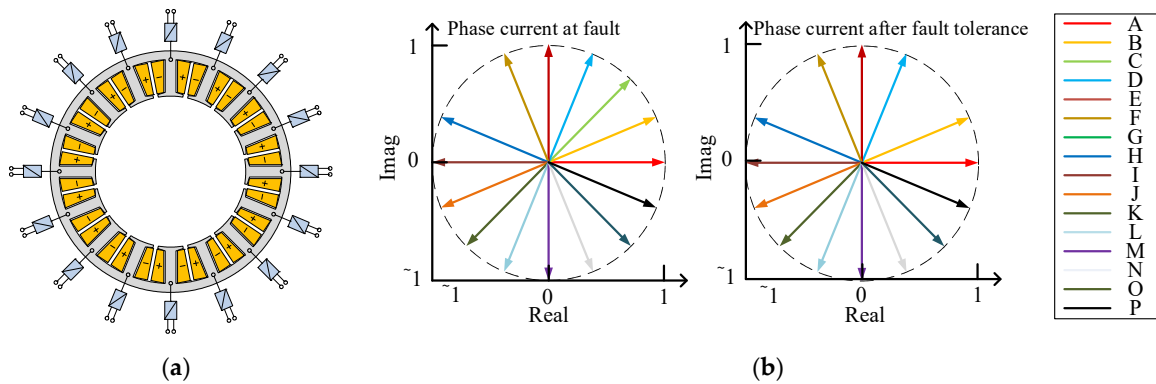 Phase current at fault
1
Imag
0
~1
~1
0
1
Real
Phase current after fault tolerance
1
Imag
0
~1
~1
0
1
Real
A
B
C
D
E
F
G
H
I
J
K
L
M
N
O
P
(a)
(b)